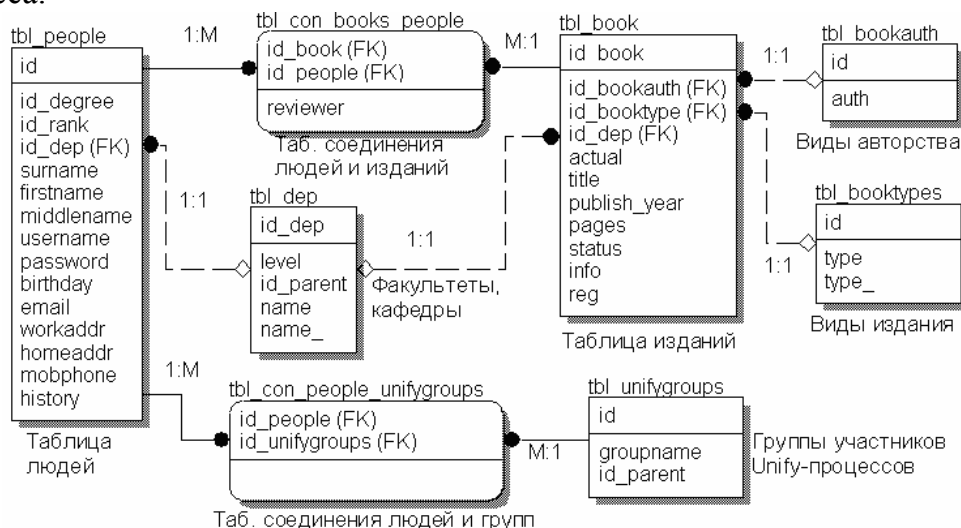 tbl_people
id
id_degree
id_rank
id_dep (FK)
surname
firstname
middlename
username
password
birthday
email
workaddr
homeaddr
mobphone
history
Таблица
людей
1:M
tbl_con_books_people
id_book (FK)
id_people (FK)
reviewer
Таб. соединения
людей и изданий
M:1
tbl_book
id_book
id_bookauth (FK)
id_booktype (FK)
id_dep (FK)
actual
title
publish_year
pages
status
info
reg
Таблица изданий
1:1
tbl_bookauth
id
auth
Виды авторства
tbl_booktypes
id
type
type_
1:1
Виды издания
1:1
tbl_dep
id_dep
level
id_parent
name
name_
1:1
Факультеты,
кафедры
1:M
tbl_con_people_unifygroups
id_people (FK)
id_unifygroups (FK)
Таб. соединения людей и групп
M:1
tbl_unifygroups
id
groupname
id_parent
Группы участников
Unify-процессов